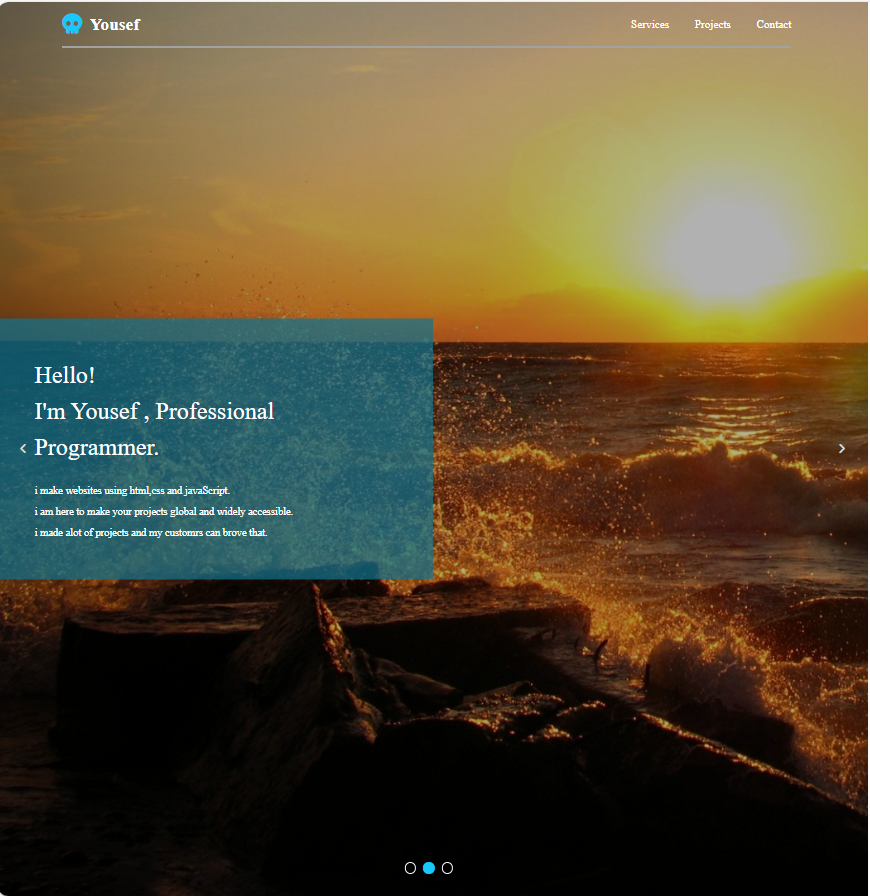 Yousef
Services Projects Contact
Hello!
I'm Yousef , Professional
Programmer.
i make websites using html,css and javaScript.
i am here to make your projects global and widely accessible.
i made alot of projects and my customrs can brove that.